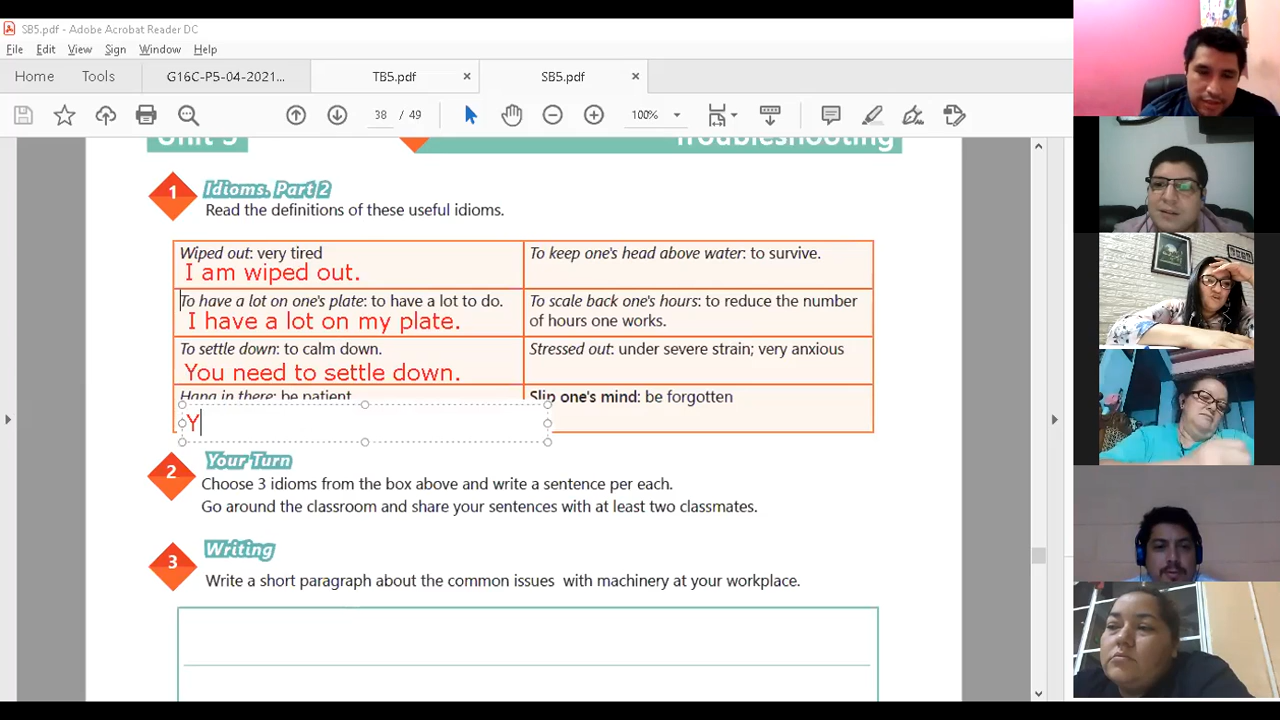 SB5.pdf - Adobe Acrobat Reader DC
File Edit View Sign Window Help
Home Tools G16C-P5-04-2021... TB5.pdf SB5.pdf
38 / 49 100%
Unit 5 Troubleshooting
1 Idioms. Part 2
Read the definitions of these useful idioms.
Wiped out: very tired
I am wiped out.
To keep one's head above water: to survive.
To have a lot on one's plate: to have a lot to do.
I have a lot on my plate.
To scale back one's hours: to reduce the number
of hours one works.
To settle down: to calm down.
You need to settle down.
Stressed out: under severe strain; very anxious
Hang in there: be patient
Y
Slip one's mind: be forgotten
2 Your Turn
Choose 3 idioms from the box above and write a sentence per each.
Go around the classroom and share your sentences with at least two classmates.
3 Writing
Write a short paragraph about the common issues with machinery at your workplace.